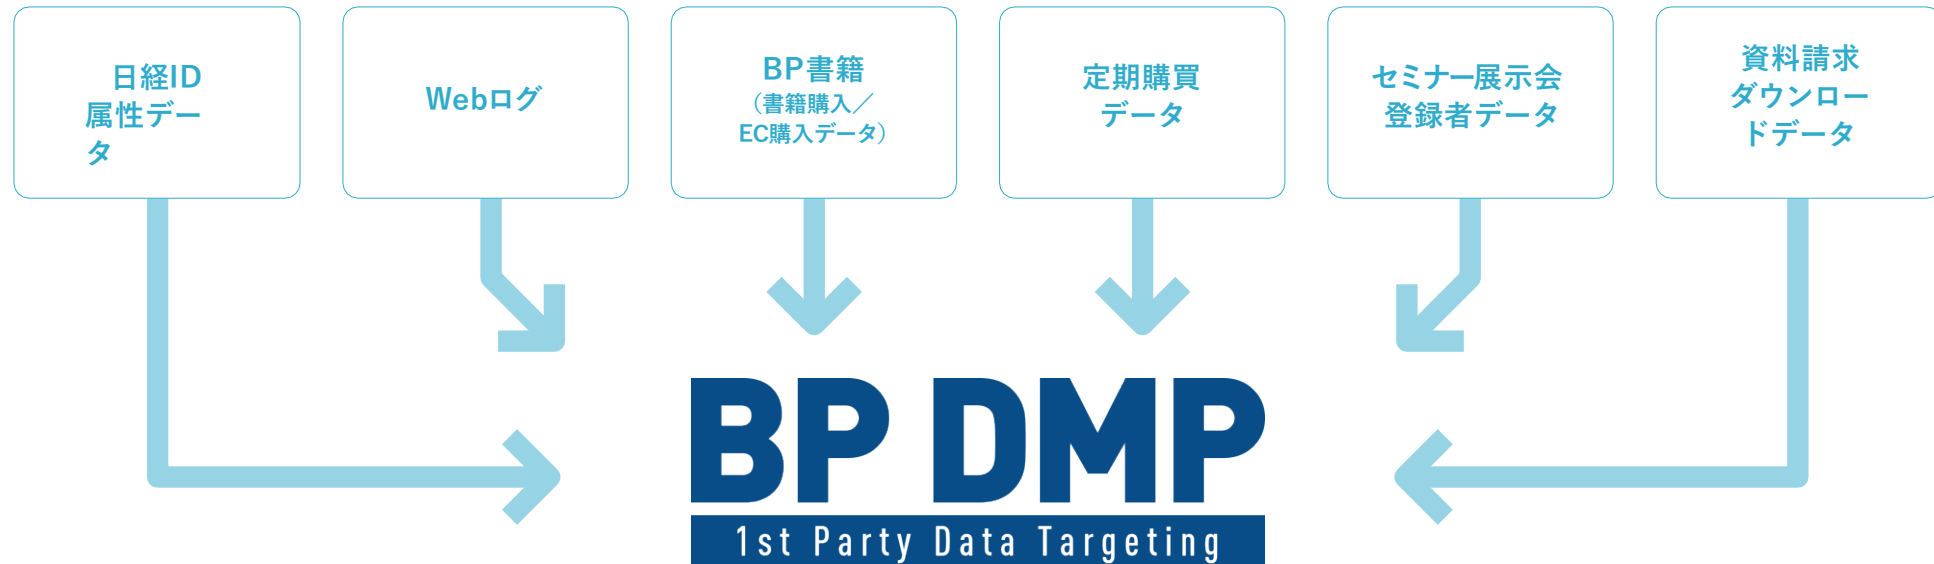 日経ID
属性デー
タ
Webログ
BP書籍
（書籍購入／
EC購入データ）
定期購買
データ
セミナー展示会
登録者データ
資料請求
ダウンロー
ドデータ
BP DMP
1st Party Data Targeting